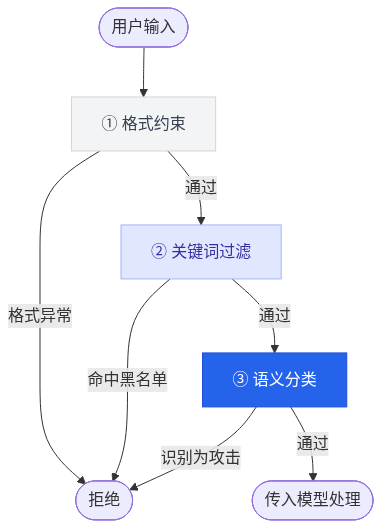 用户输入
① 格式约束
通过
② 关键词过滤
格式异常
通过
命中黑名单
③ 语义分类
识别为攻击
通过
拒绝
传入模型处理